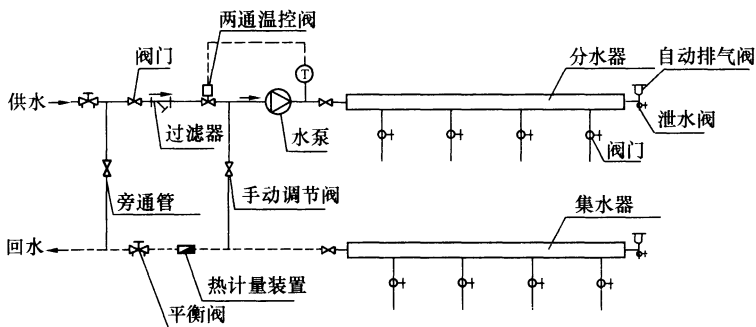 两通温控阀
阀门
T
分水器
自动排气阀
供水
过滤器
水泵
阀门
泄水阀
旁通管
手动调节阀
集水器
回水
热计量装置
平衡阀